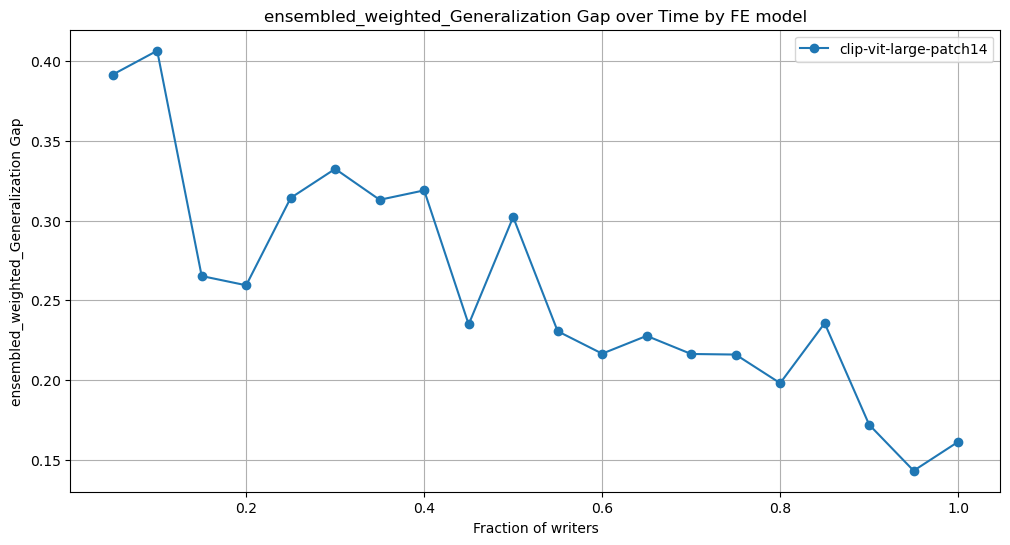 ensembled_weighted_Generalization Gap over Time by FE model
clip-vit-large-patch14
ensembled_weighted_Generalization Gap
0.40
0.35
0.30
0.25
0.20
0.15
0.2 0.4 0.6 0.8 1.0
Fraction of writers